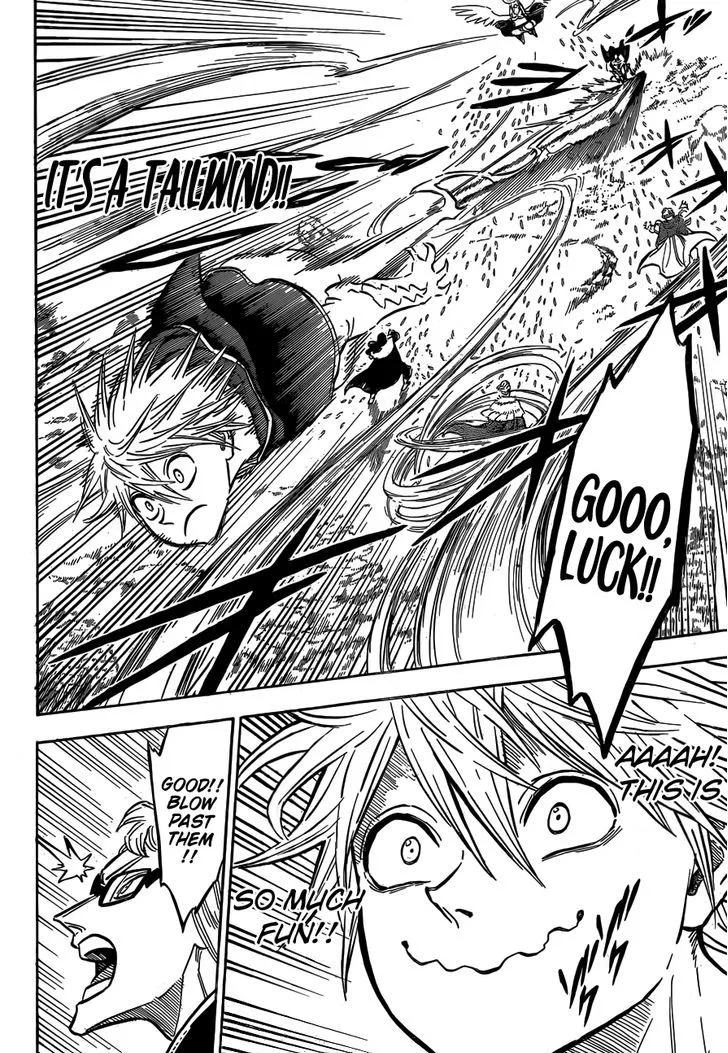 IT'S A TAILWIND!!
GOOO,
LUCK!!
AAAAH!
THIS IS
SO MUCH
FUN!!
GOOD!!
BLOW
PAST
THEM
!!